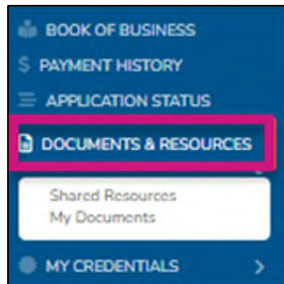 BOOK OF BUSINESS
$ PAYMENT HISTORY
APPLICATION STATUS
DOCUMENTS & RESOURCES
Shared Resources
My Documents
MY CREDENTIALS >